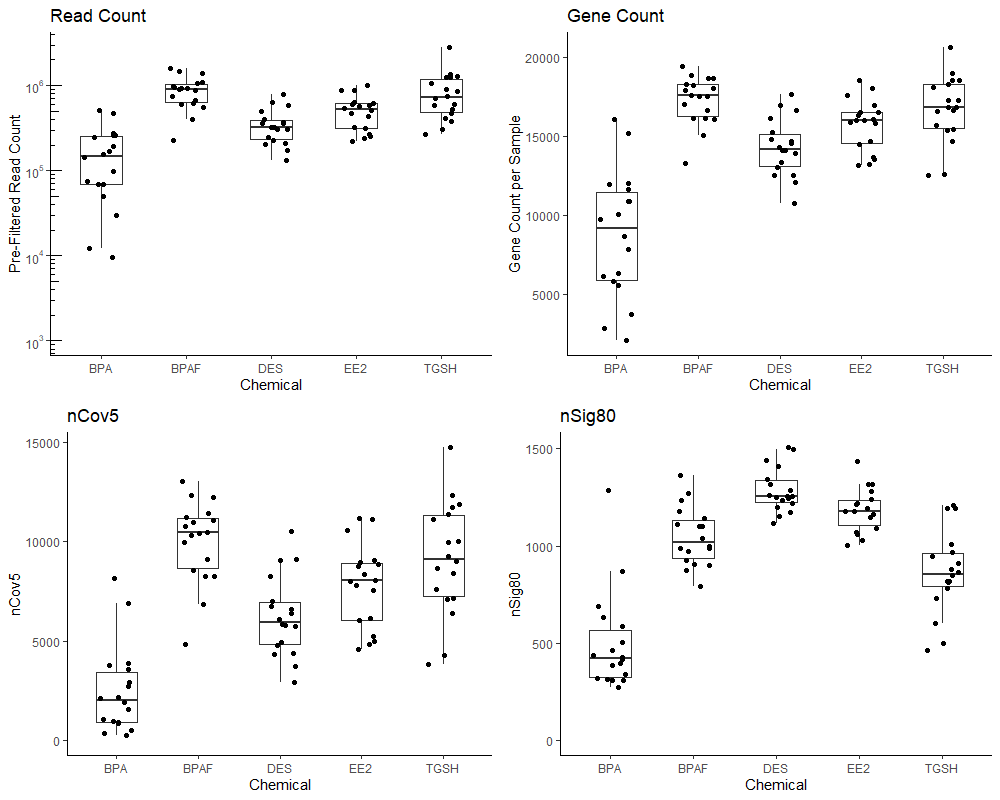 Read Count
Pre-Filtered Read Count
10^6
10^5
10^4
10^3
BPA BPAF DES EE2 TGSH
Chemical
Gene Count
Gene Count per Sample
20000
15000
10000
5000
BPA BPAF DES EE2 TGSH
Chemical
nCov5
nCov5
15000
10000
5000
0
BPA BPAF DES EE2 TGSH
Chemical
nSig80
nSig80
1500
1000
500
0
BPA BPAF DES EE2 TGSH
Chemical